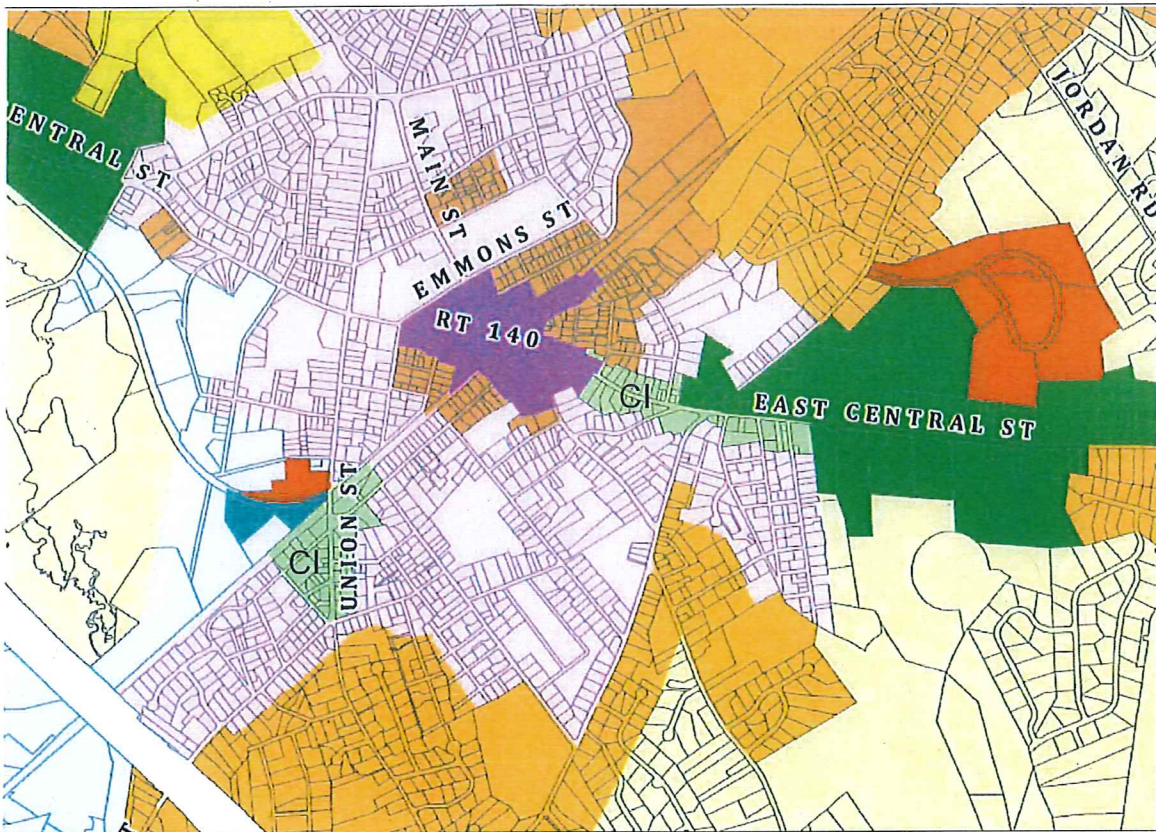 JORDAN RD
ENTRAL ST
MAIN ST
EMMONS ST
RT 140
CI
EAST CENTRAL ST
UNION ST
CI